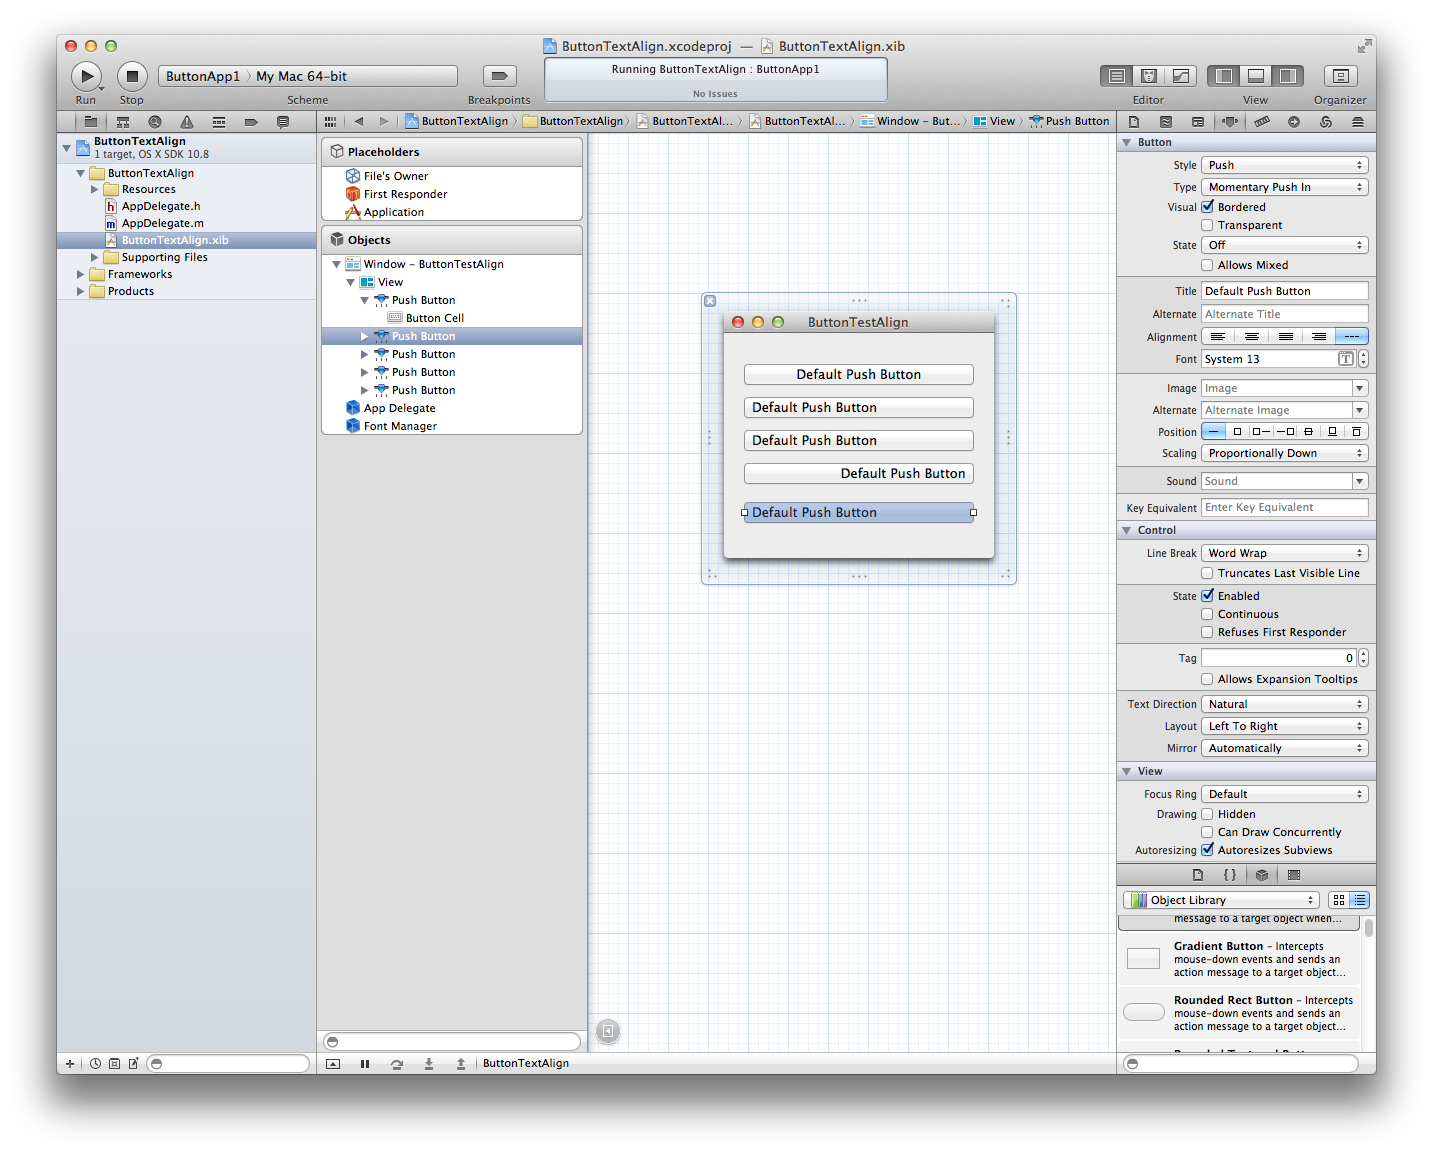 ButtonTextAlign.xcodeproj — ButtonTextAlign.xib
Run
Stop
ButtonApp1 〉 My Mac 64-bit
Scheme
Breakpoints
Running ButtonTextAlign : ButtonApp1
No Issues
Editor
View
Organizer
ButtonTextAlign
1 target, OS X SDK 10.8
ButtonTextAlign
Resources
AppDelegate.h
AppDelegate.m
ButtonTextAlign.xib
Supporting Files
Frameworks
Products
ButtonTextAlign 〉 ButtonTextAlign 〉 ButtonTextAl... 〉 ButtonTextAl... 〉 Window – But... 〉 View 〉 Push Button
Placeholders
File's Owner
First Responder
Application
Objects
Window – ButtonTestAlign
View
Push Button
Button Cell
Push Button
Push Button
Push Button
Push Button
App Delegate
Font Manager
ButtonTestAlign
Default Push Button
Default Push Button
Default Push Button
Default Push Button
Default Push Button
ButtonTextAlign
Button
Style Push
Type Momentary Push In
Visual Bordered
Transparent
State Off
Allows Mixed
Title Default Push Button
Alternate Alternate Title
Alignment
Font System 13
Image Image
Alternate Alternate Image
Position
Scaling Proportionally Down
Sound Sound
Key Equivalent Enter Key Equivalent
Control
Line Break Word Wrap
Truncates Last Visible Line
State Enabled
Continuous
Refuses First Responder
Tag 0
Allows Expansion Tooltips
Text Direction Natural
Layout Left To Right
Mirror Automatically
View
Focus Ring Default
Drawing Hidden
Can Draw Concurrently
Autoresizing Autoresizes Subviews
{ }
Object Library
message to a target object when...
Gradient Button – Intercepts
mouse-down events and sends an
action message to a target object...
Rounded Rect Button – Intercepts
mouse-down events and sends an
action message to a target object...